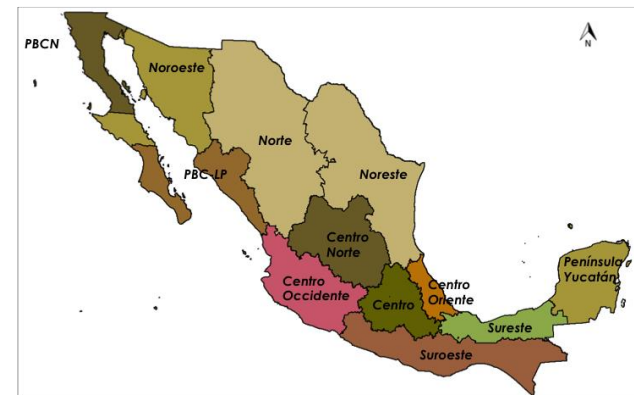 PBCN
N
Noroeste
Norte
PBC-LP
Noreste
Centro
Norte
Península
Yucatán
Centro
Occidente
Centro
Oriente
Centro
Sureste
Suroeste